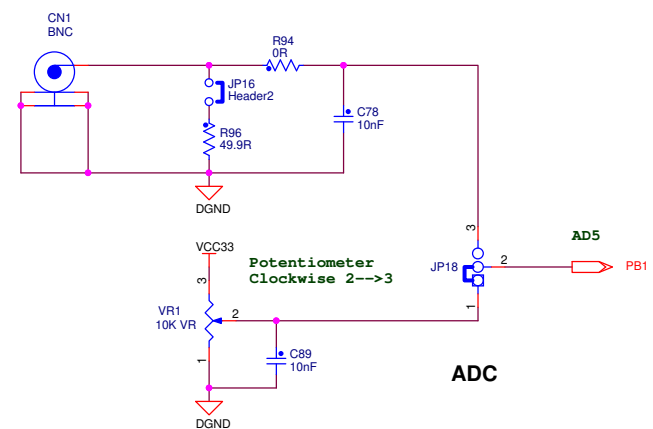 CN1
BNC
R94
0R
JP16
Header2
C78
10nF
R96
49.9R
DGND
VCC33
Potentiometer
Clockwise 2-->3
3
AD5
JP18
2
PB1
3
VR1
10K VR
2
1
1
C89
10nF
ADC
DGND